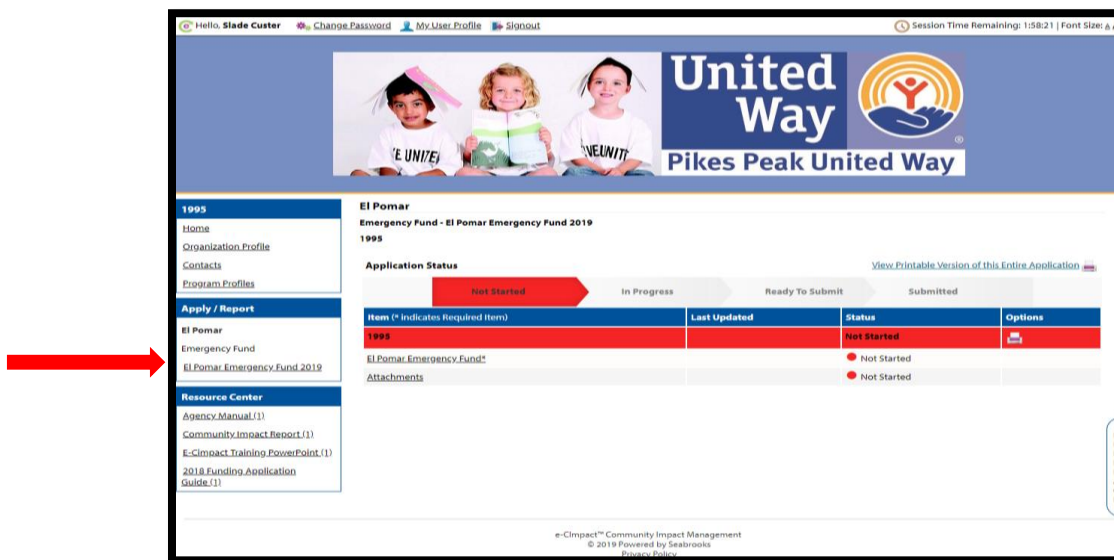 Hello, Slade Custer Change Password My User Profile Signout Session Time Remaining: 1:58:21 | Font Size: A
United
Way
®
E UNITE
VEUNIT
Pikes Peak United Way
1995
Home
Organization Profile
Contacts
Program Profiles
Apply / Report
El Pomar
Emergency Fund
El Pomar Emergency Fund 2019
Resource Center
Agency Manual (1)
Community Impact Report (1)
E-CImpact Training PowerPoint (1)
2018 Funding Application
Guide (1)
El Pomar
Emergency Fund - El Pomar Emergency Fund 2019
1995
Application Status View Printable Version of this Entire Application
Not Started In Progress Ready To Submit Submitted
Item (* indicates Required Item) Last Updated Status Options
1995 Not Started
El Pomar Emergency Fund* Not Started
Attachments Not Started
e-CImpact™ Community Impact Management
© 2019 Powered by Seabrooks
Privacy Policy